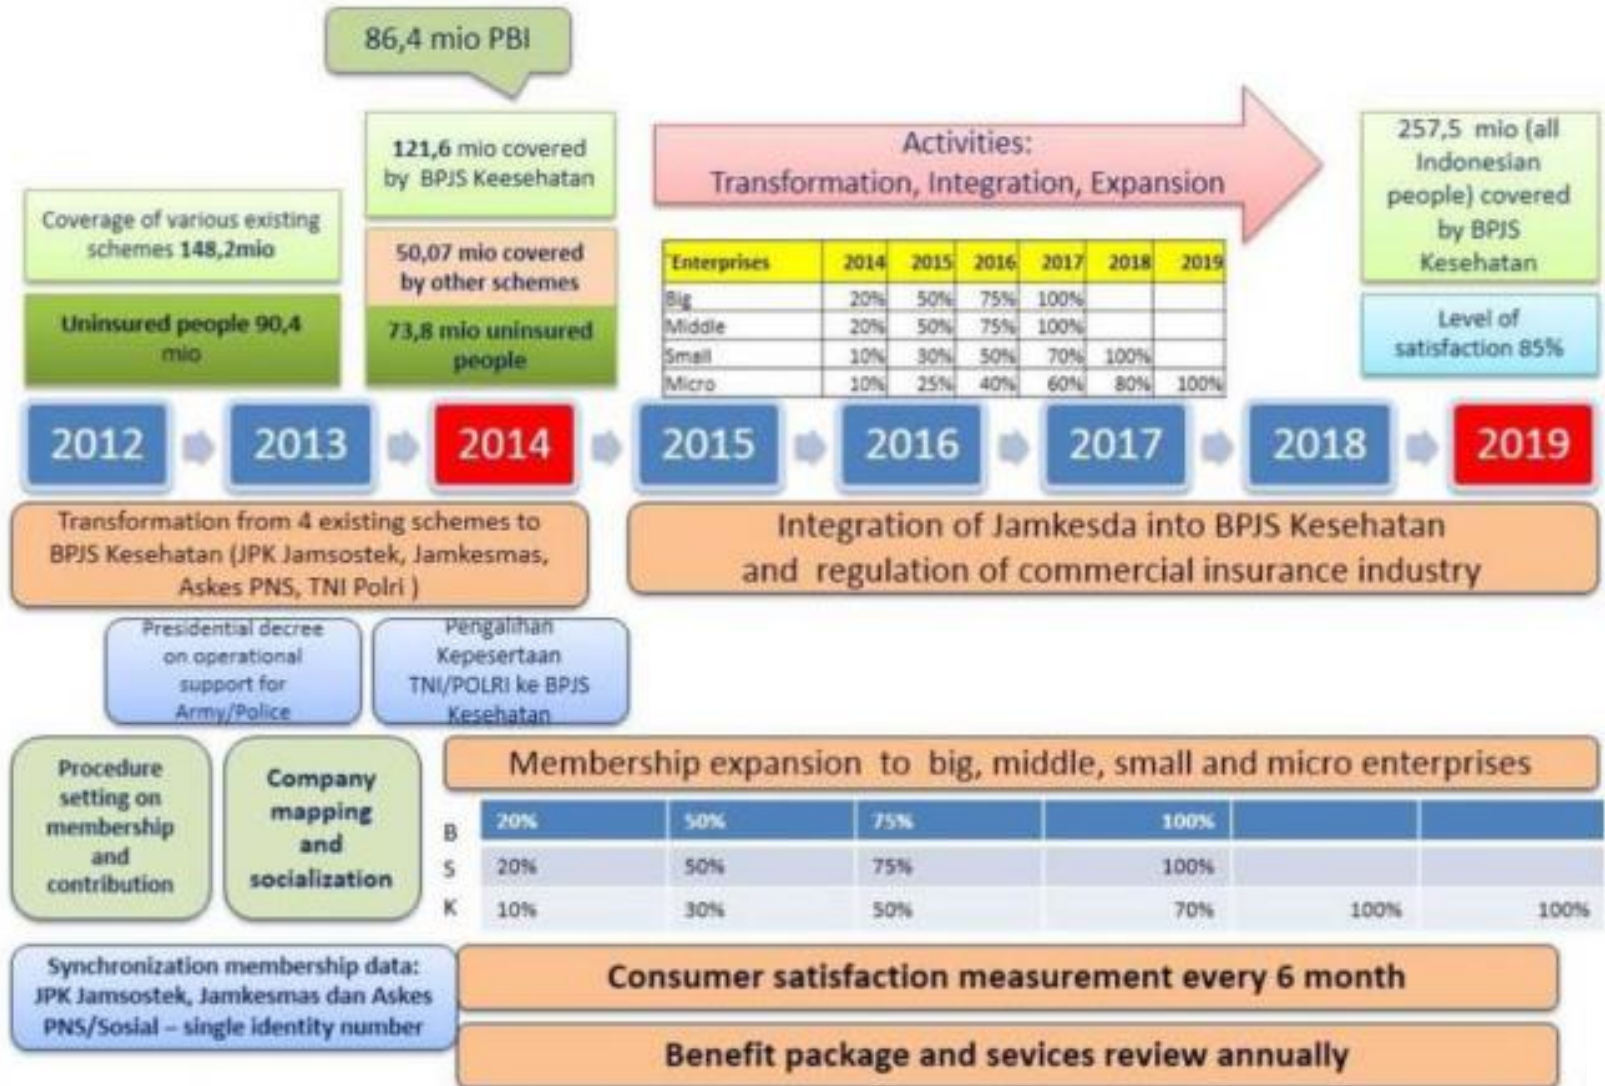 86,4 mio PBI
121,6 mio covered
by BPJS Keesehatan
Activities:
Transformation, Integration, Expansion
257,5 mio (all
Indonesian
people) covered
by BPJS
Kesehatan
Coverage of various existing
schemes 148,2mio
50,07 mio covered
by other schemes
Uninsured people 90,4
mio
73,8 mio uninsured
people
Enterprises 2014 2015 2016 2017 2018 2019
Big 20% 50% 75% 100%
Middle 20% 50% 75% 100%
Small 10% 30% 50% 70% 100%
Micro 10% 25% 40% 60% 80% 100%
Level of
satisfaction 85%
2012 2013 2014 2015 2016 2017 2018 2019
Transformation from 4 existing schemes to
BPJS Kesehatan (JPK Jamsostek, Jamkesmas,
Askes PNS, TNI Polri )
Integration of Jamkesda into BPJS Kesehatan
and regulation of commercial insurance industry
Presidential decree
on operational
support for
Army/Police
Pengalihan
Kepesertaan
TNI/POLRI ke BPJS
Kesehatan
Procedure
setting on
membership
and
contribution
Company
mapping
and
socialization
Membership expansion to big, middle, small and micro enterprises
B 20% 50% 75% 100%
S 20% 50% 75% 100%
K 10% 30% 50% 70% 100% 100%
Synchronization membership data:
JPK Jamsostek, Jamkesmas dan Askes
PNS/Sosial – single identity number
Consumer satisfaction measurement every 6 month
Benefit package and sevices review annually